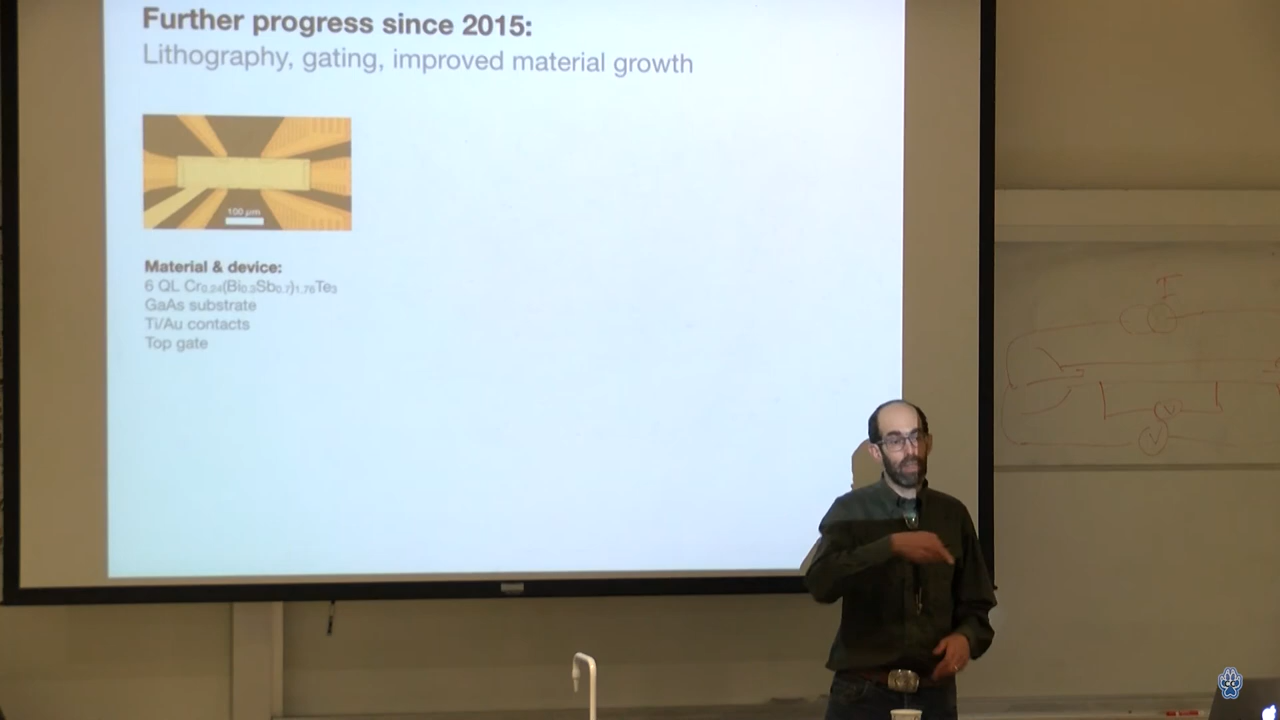 Further progress since 2015:
Lithography, gating, improved material growth
100 µm
Material & device:
6 QL Cr₀.₂₄(Bi₀.₃Sb₀.₇)₁.₇₆Te₃
GaAs substrate
Ti/Au contacts
Top gate
I
V
V